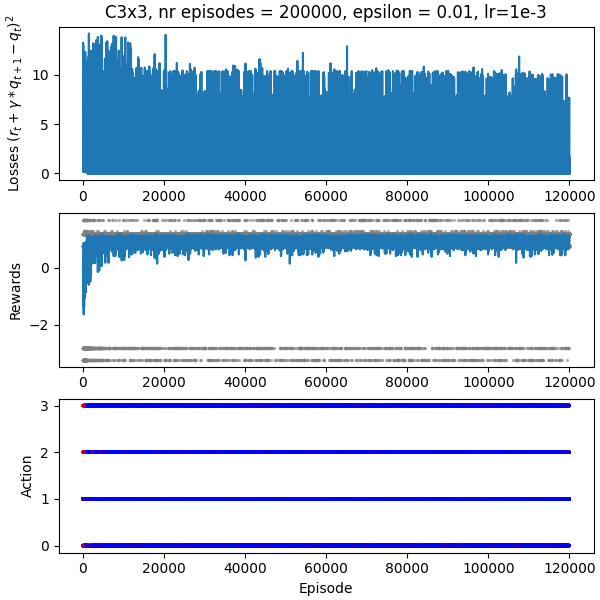 C3x3, nr episodes = 200000, epsilon = 0.01, lr=1e-3
Losses $(r_t + \gamma * q_{t+1} - q_t)^2$
10
5
0
0 20000 40000 60000 80000 100000 120000
Rewards
0
−2
0 20000 40000 60000 80000 100000 120000
Action
3
2
1
0
0 20000 40000 60000 80000 100000 120000
Episode